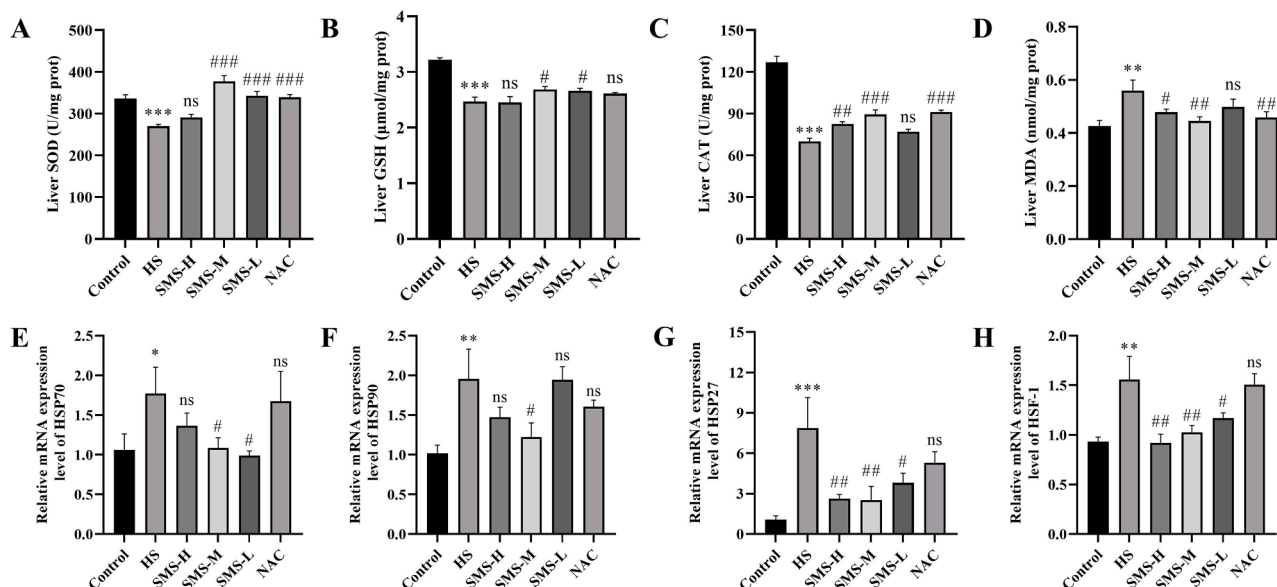 A
Liver SOD (U/mg prot)
500
400
300
200
100
0
***
ns
###
###
###
Control
HS
SMS-H
SMS-M
SMS-L
NAC
B
Liver GSH (μmol/mg prot)
4
3
2
1
0
***
ns
#
#
ns
Control
HS
SMS-H
SMS-M
SMS-L
NAC
C
Liver CAT (U/mg prot)
150
120
90
60
30
0
***
##
###
ns
###
Control
HS
SMS-H
SMS-M
SMS-L
NAC
D
Liver MDA (nmol/mg prot)
0.8
0.6
0.4
0.2
0.0
**
#
##
ns
##
Control
HS
SMS-H
SMS-M
SMS-L
NAC
E
Relative mRNA expression
level of HSP70
2.5
2.0
1.5
1.0
0.5
0.0
*
ns
#
#
ns
Control
HS
SMS-H
SMS-M
SMS-L
NAC
F
Relative mRNA expression
level of HSP90
2.5
2.0
1.5
1.0
0.5
0.0
**
ns
#
ns
ns
Control
HS
SMS-H
SMS-M
SMS-L
NAC
G
Relative mRNA expression
level of HSP27
15
12
9
6
3
0
***
##
##
#
ns
Control
HS
SMS-H
SMS-M
SMS-L
NAC
H
Relative mRNA expression
level of HSF-1
2.0
1.5
1.0
0.5
0.0
**
##
##
#
ns
Control
HS
SMS-H
SMS-M
SMS-L
NAC